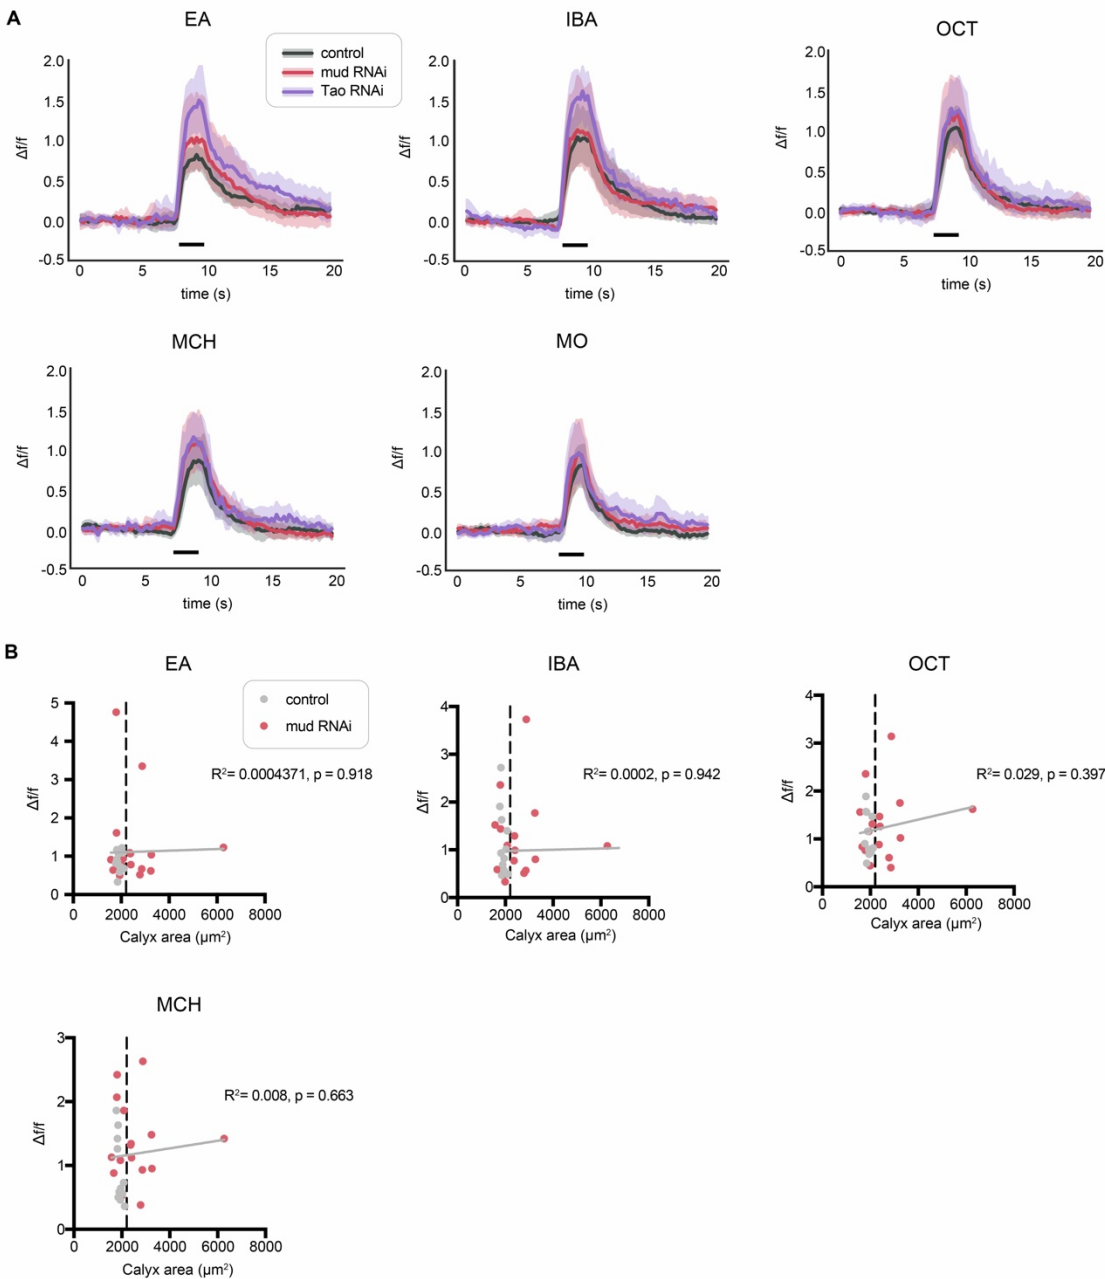 A
EA
IBA
OCT
control
mud RNAi
Tao RNAi
2.0
1.5
1.0
0.5
0.0
-0.5
Δf/f
0 5 10 15 20
time (s)
2.0
1.5
1.0
0.5
0.0
-0.5
Δf/f
0 5 10 15 20
time (s)
2.0
1.5
1.0
0.5
0.0
-0.5
Δf/f
0 5 10 15 20
time (s)
MCH
MO
2.0
1.5
1.0
0.5
0.0
-0.5
Δf/f
0 5 10 15 20
time (s)
2.0
1.5
1.0
0.5
0.0
-0.5
Δf/f
0 5 10 15 20
time (s)
B
EA
IBA
OCT
control
mud RNAi
5
4
3
2
1
0
Δf/f
R²= 0.0004371, p = 0.918
0 2000 4000 6000 8000
Calyx area (µm²)
4
3
2
1
0
Δf/f
R²= 0.0002, p = 0.942
0 2000 4000 6000 8000
Calyx area (µm²)
4
3
2
1
0
Δf/f
R²= 0.029, p = 0.397
0 2000 4000 6000 8000
Calyx area (µm²)
MCH
3
2
1
0
Δf/f
R²= 0.008, p = 0.663
0 2000 4000 6000 8000
Calyx area (µm²)